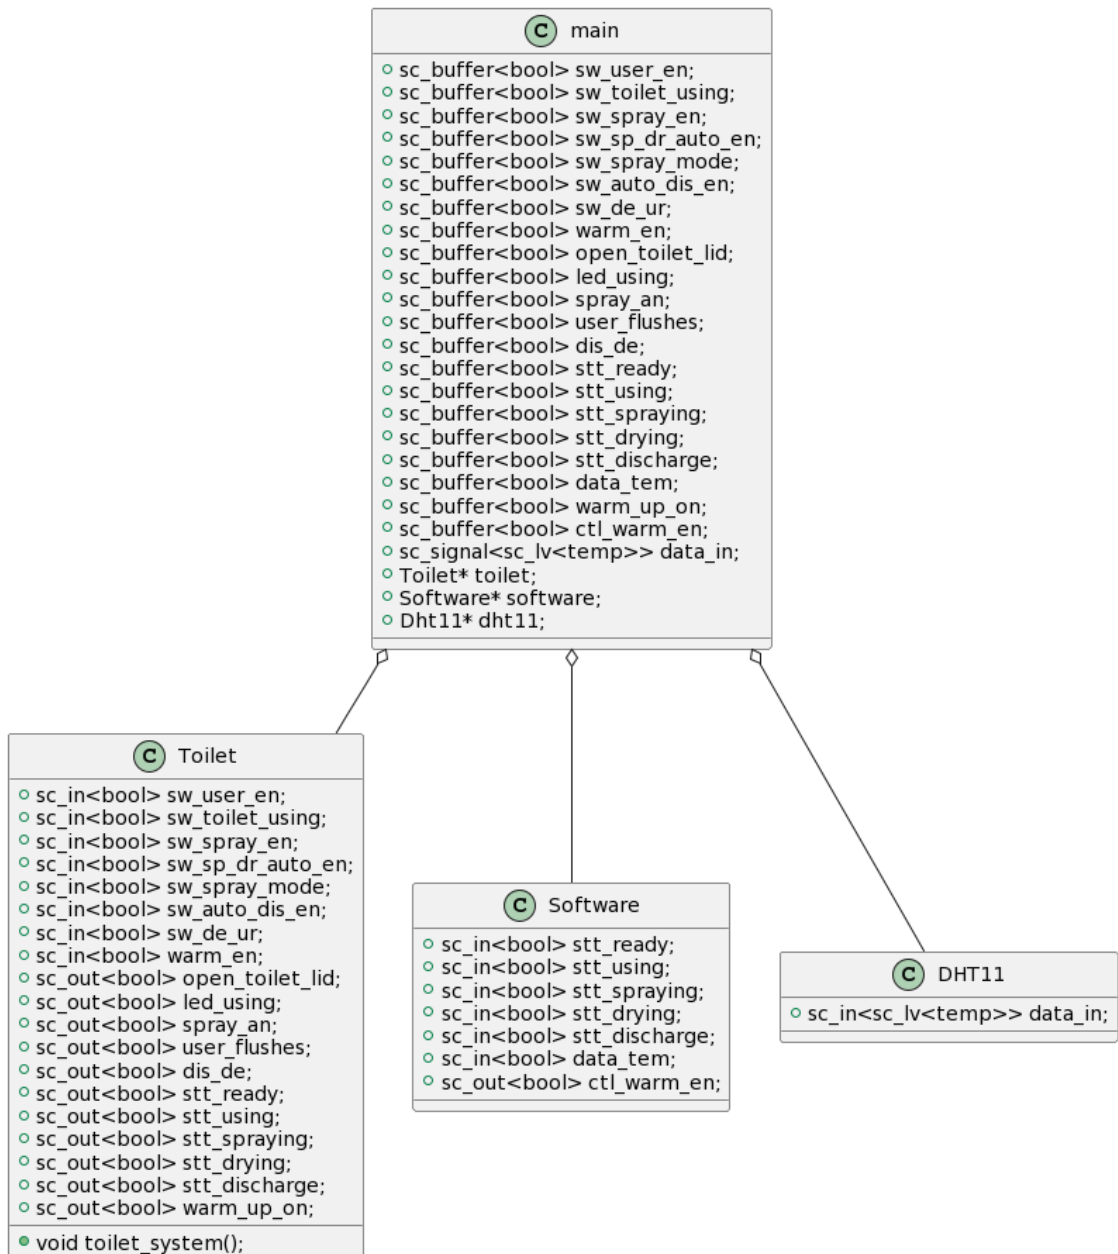 C main
sc_buffer<bool> sw_user_en;
sc_buffer<bool> sw_toilet_using;
sc_buffer<bool> sw_spray_en;
sc_buffer<bool> sw_sp_dr_auto_en;
sc_buffer<bool> sw_spray_mode;
sc_buffer<bool> sw_auto_dis_en;
sc_buffer<bool> sw_de_ur;
sc_buffer<bool> warm_en;
sc_buffer<bool> open_toilet_lid;
sc_buffer<bool> led_using;
sc_buffer<bool> spray_an;
sc_buffer<bool> user_flushes;
sc_buffer<bool> dis_de;
sc_buffer<bool> stt_ready;
sc_buffer<bool> stt_using;
sc_buffer<bool> stt_spraying;
sc_buffer<bool> stt_drying;
sc_buffer<bool> stt_discharge;
sc_buffer<bool> data_tem;
sc_buffer<bool> warm_up_on;
sc_buffer<bool> ctl_warm_en;
sc_signal<sc_lv<temp>> data_in;
Toilet* toilet;
Software* software;
Dht11* dht11;
C Toilet
sc_in<bool> sw_user_en;
sc_in<bool> sw_toilet_using;
sc_in<bool> sw_spray_en;
sc_in<bool> sw_sp_dr_auto_en;
sc_in<bool> sw_spray_mode;
sc_in<bool> sw_auto_dis_en;
sc_in<bool> sw_de_ur;
sc_in<bool> warm_en;
sc_out<bool> open_toilet_lid;
sc_out<bool> led_using;
sc_out<bool> spray_an;
sc_out<bool> user_flushes;
sc_out<bool> dis_de;
sc_out<bool> stt_ready;
sc_out<bool> stt_using;
sc_out<bool> stt_spraying;
sc_out<bool> stt_drying;
sc_out<bool> stt_discharge;
sc_out<bool> warm_up_on;
void toilet_system();
C Software
sc_in<bool> stt_ready;
sc_in<bool> stt_using;
sc_in<bool> stt_spraying;
sc_in<bool> stt_drying;
sc_in<bool> stt_discharge;
sc_in<bool> data_tem;
sc_out<bool> ctl_warm_en;
C DHT11
sc_in<sc_lv<temp>> data_in;